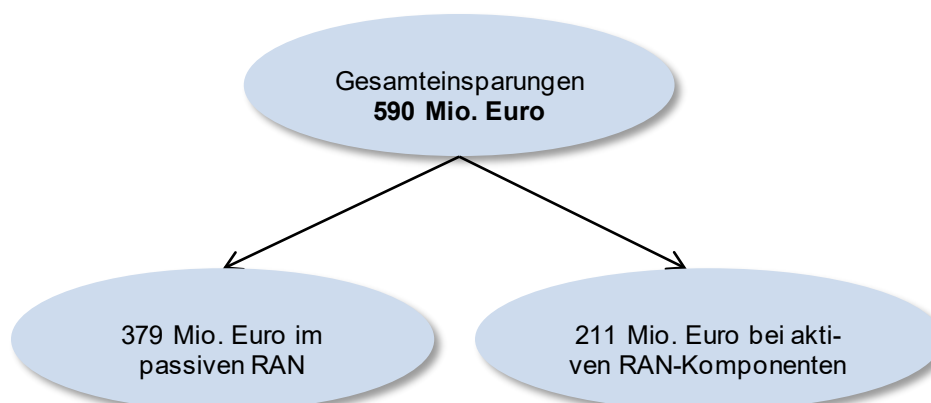 Gesamteinsparungen
590 Mio. Euro
379 Mio. Euro im
passiven RAN
211 Mio. Euro bei akti-
ven RAN-Komponenten